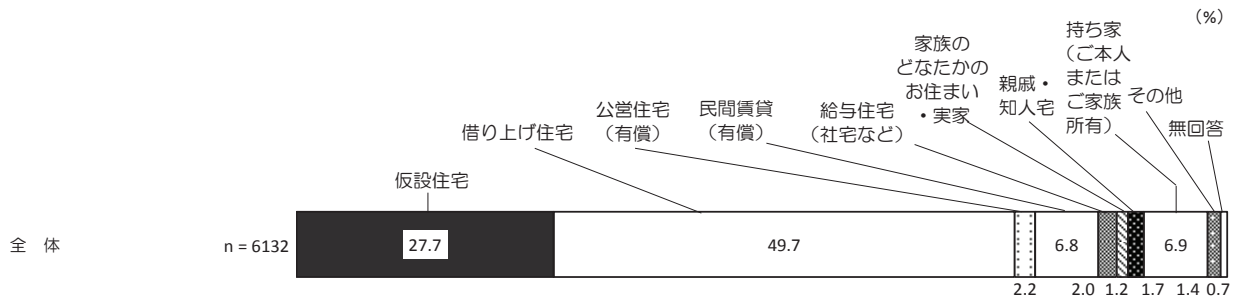 （%）
仮設住宅
借り上げ住宅
公営住宅
（有償）
民間賃貸
（有償）
給与住宅
（社宅など）
家族の
どなたかの
お住まい
・実家
親戚・
知人宅
持ち家
（ご本人
または
ご家族
所有）
その他
無回答
全　体
n = 6132
27.7
49.7
6.8
6.9
2.2
2.0
1.2
1.7
1.4
0.7